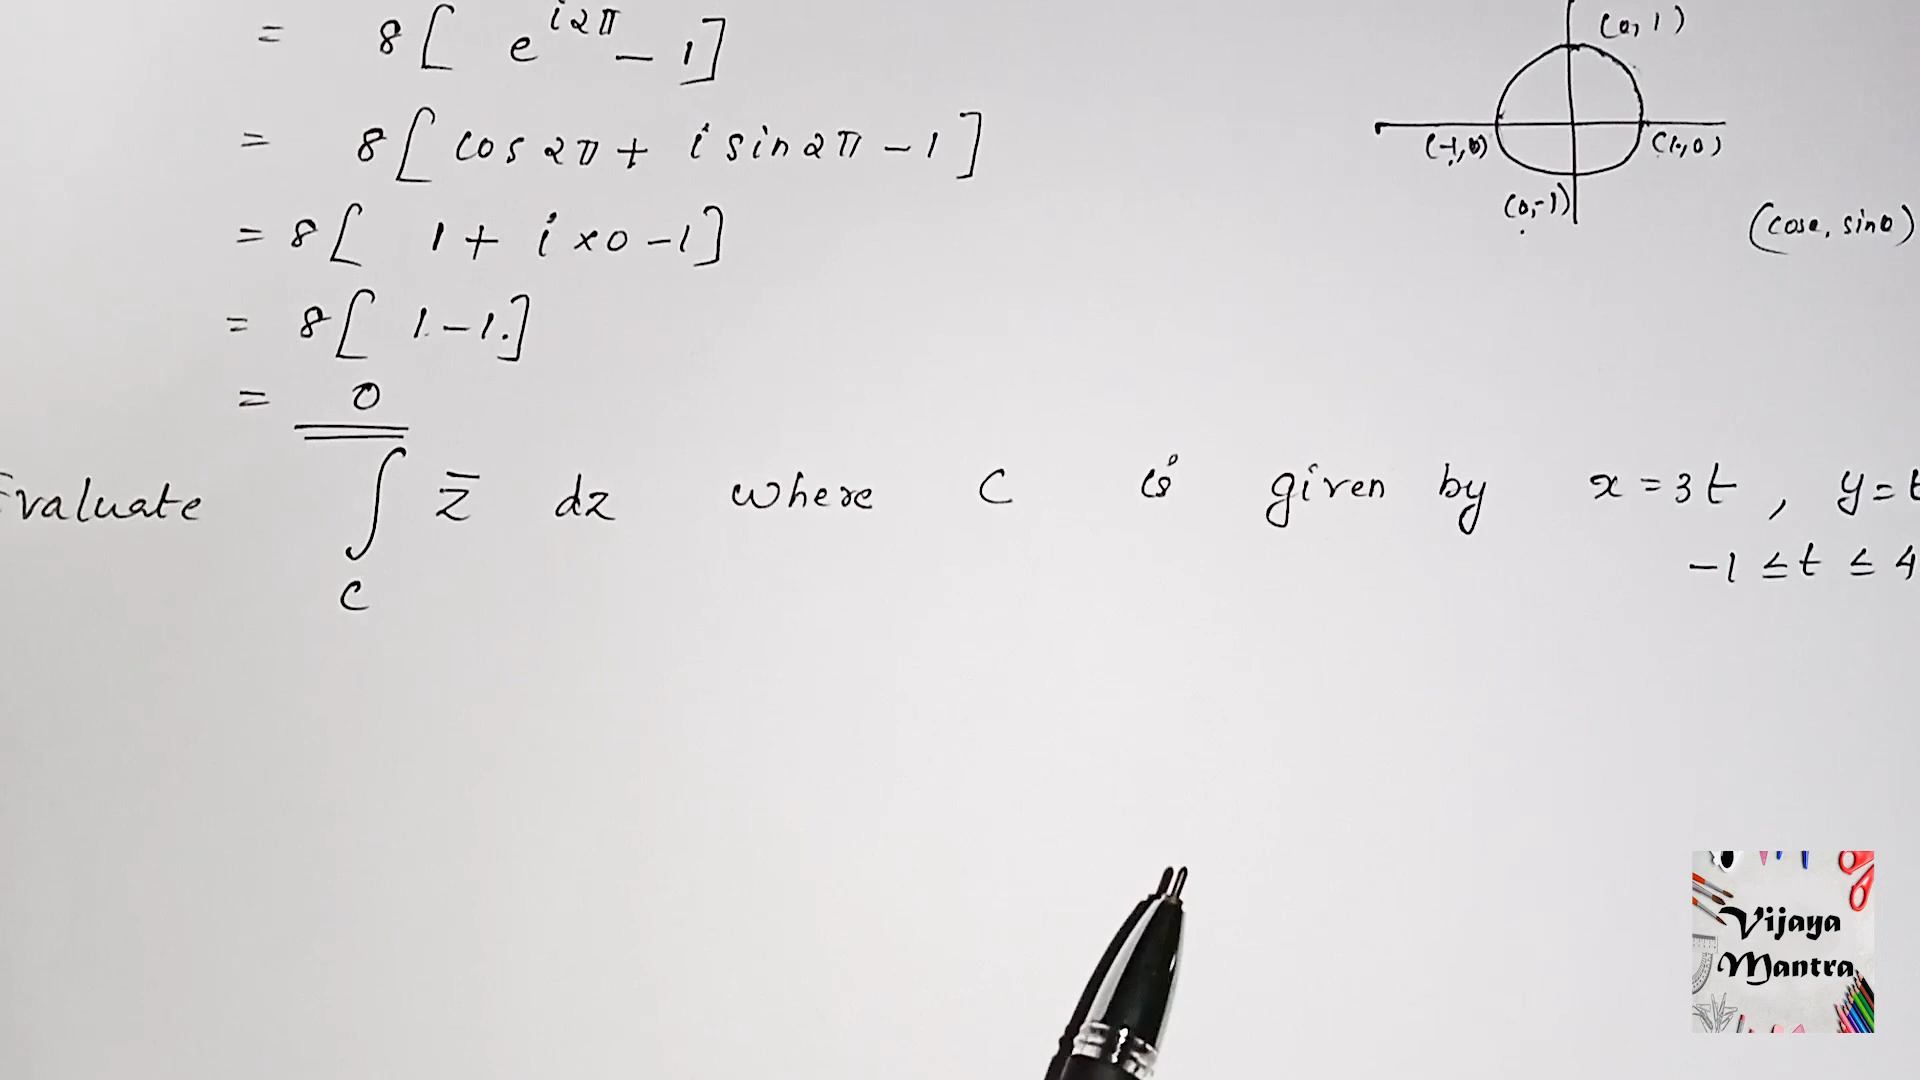 = 8[ e^{i2π} - 1]
= 8[ cos 2π + i sin 2π - 1]
= 8[ 1 + i × 0 - 1]
= 8[ 1 - 1 ]
= 0
(0, 1)
(-1, 0)
(1, 0)
(0, -1)
(cosθ, sinθ)
Evaluate ∫_C z̄ dz where C is given by x = 3t , y = t
-1 ≤ t ≤ 4
Vijaya
Mantra